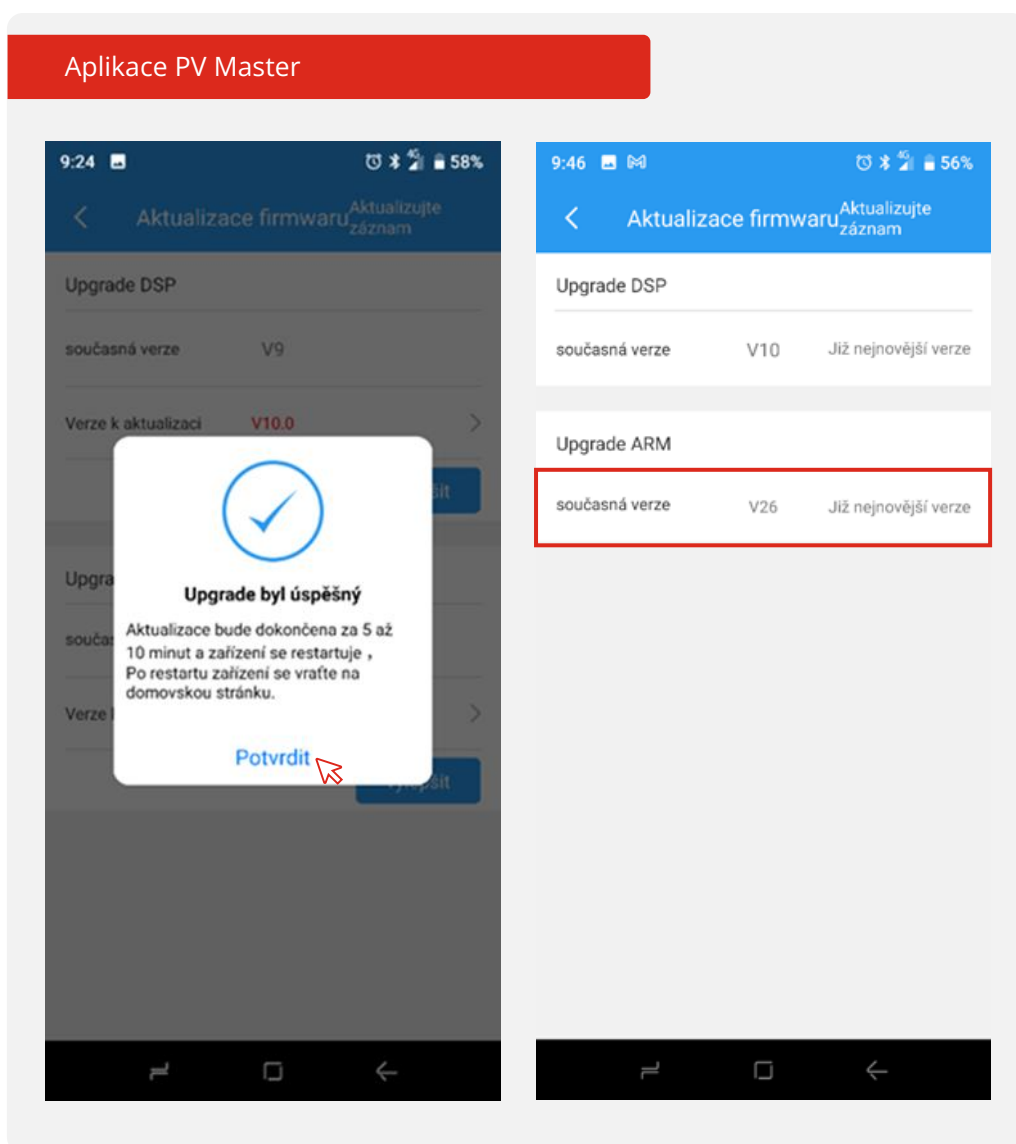 Aplikace PV Master
9:24
4G
58%
Aktualizace firmwaru
Aktualizujte
záznam
Upgrade DSP
současná verze V9
Verze k aktualizaci V10.0
Upgrade byl úspěšný
Aktualizace bude dokončena za 5 až
10 minut a zařízení se restartuje ,
Po restartu zařízení se vraťte na
domovskou stránku.
Potvrdit
9:46
4G
56%
Aktualizace firmwaru
Aktualizujte
záznam
Upgrade DSP
současná verze V10 Již nejnovější verze
Upgrade ARM
současná verze V26 Již nejnovější verze